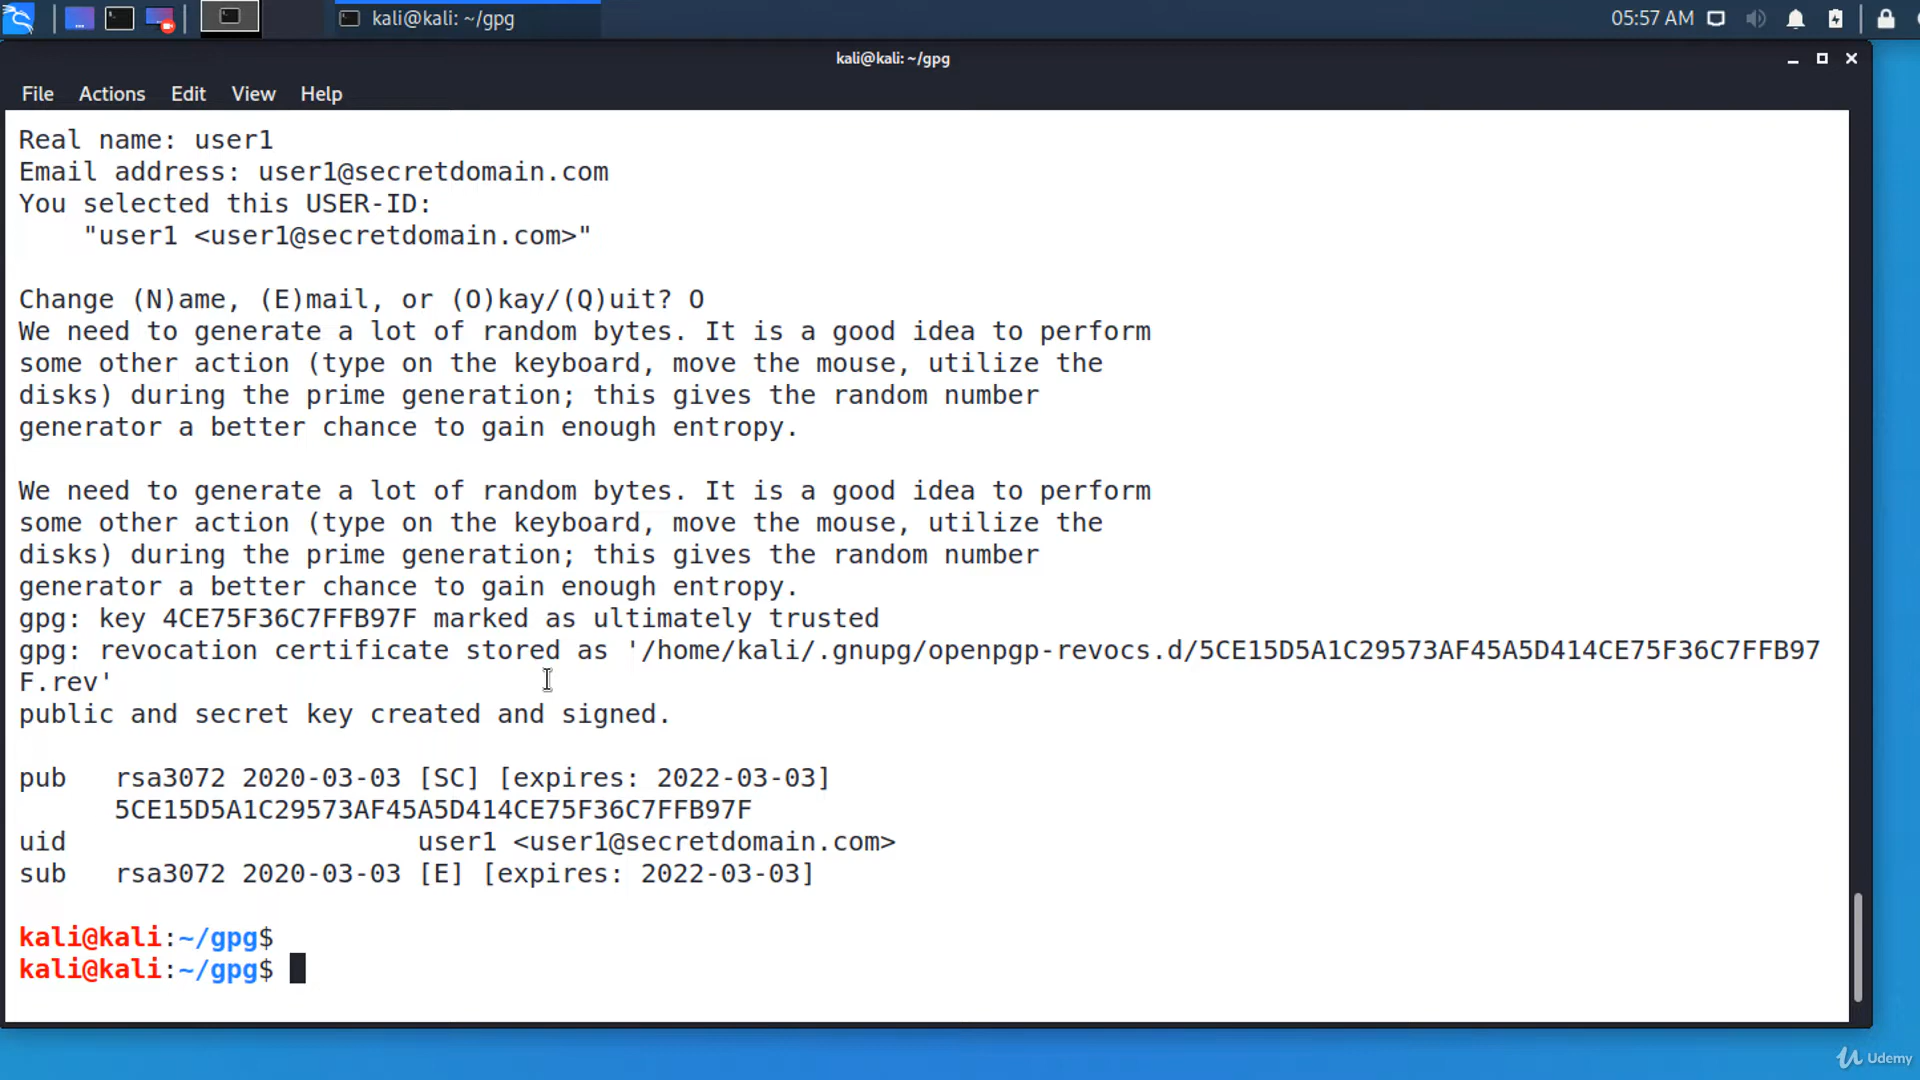 kali@kali: ~/gpg
05:57 AM
kali@kali: ~/gpg
File Actions Edit View Help
Real name: user1
Email address: user1@secretdomain.com
You selected this USER-ID:
"user1 <user1@secretdomain.com>"
Change (N)ame, (E)mail, or (O)kay/(Q)uit? O
We need to generate a lot of random bytes. It is a good idea to perform
some other action (type on the keyboard, move the mouse, utilize the
disks) during the prime generation; this gives the random number
generator a better chance to gain enough entropy.
We need to generate a lot of random bytes. It is a good idea to perform
some other action (type on the keyboard, move the mouse, utilize the
disks) during the prime generation; this gives the random number
generator a better chance to gain enough entropy.
gpg: key 4CE75F36C7FFB97F marked as ultimately trusted
gpg: revocation certificate stored as '/home/kali/.gnupg/openpgp-revocs.d/5CE15D5A1C29573AF45A5D414CE75F36C7FFB97
F.rev'
public and secret key created and signed.
pub rsa3072 2020-03-03 [SC] [expires: 2022-03-03]
5CE15D5A1C29573AF45A5D414CE75F36C7FFB97F
uid user1 <user1@secretdomain.com>
sub rsa3072 2020-03-03 [E] [expires: 2022-03-03]
kali@kali:~/gpg$
kali@kali:~/gpg$
Udemy